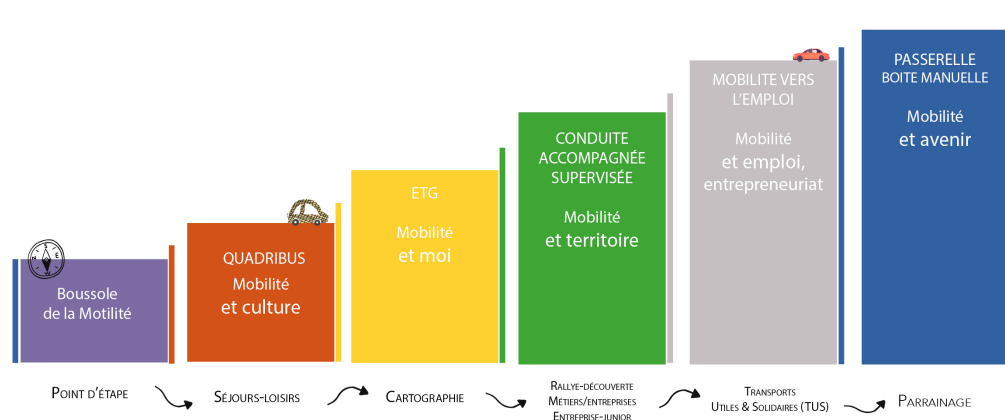 Boussole
de la Motilité
QUADRIBUS
Mobilité
et culture
ETG
Mobilité
et moi
CONDUITE
ACCOMPAGNÉE
SUPERVISÉE
Mobilité
et territoire
MOBILITE VERS
L'EMPLOI
Mobilité
et emploi,
entrepreneuriat
PASSERELLE
BOITE MANUELLE
Mobilité
et avenir
POINT D'ÉTAPE
SÉJOURS-LOISIRS
CARTOGRAPHIE
RALLYE-DÉCOUVERTE
MÉTIERS/ENTREPRISES
ENTREPRISE-JUNIOR
TRANSPORTS
UTILES & SOLIDAIRES (TUS)
PARRAINAGE